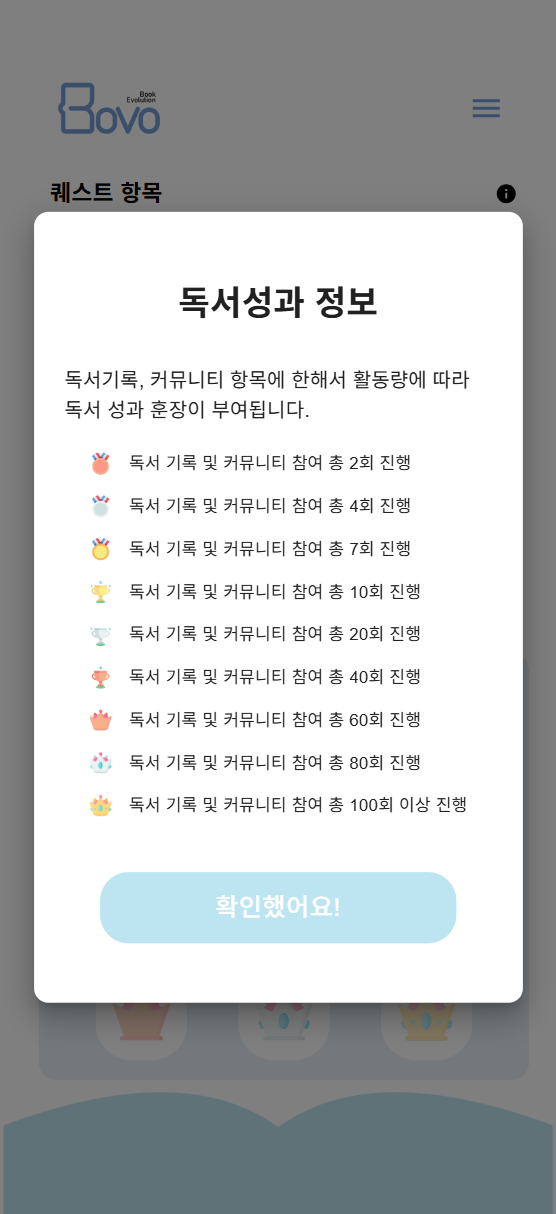 Book
Evolution
Bovo
퀘스트 항목
독서성과 정보
독서기록, 커뮤니티 항목에 한해서 활동량에 따라
독서 성과 훈장이 부여됩니다.
독서 기록 및 커뮤니티 참여 총 2회 진행
독서 기록 및 커뮤니티 참여 총 4회 진행
독서 기록 및 커뮤니티 참여 총 7회 진행
독서 기록 및 커뮤니티 참여 총 10회 진행
독서 기록 및 커뮤니티 참여 총 20회 진행
독서 기록 및 커뮤니티 참여 총 40회 진행
독서 기록 및 커뮤니티 참여 총 60회 진행
독서 기록 및 커뮤니티 참여 총 80회 진행
독서 기록 및 커뮤니티 참여 총 100회 이상 진행
확인했어요!